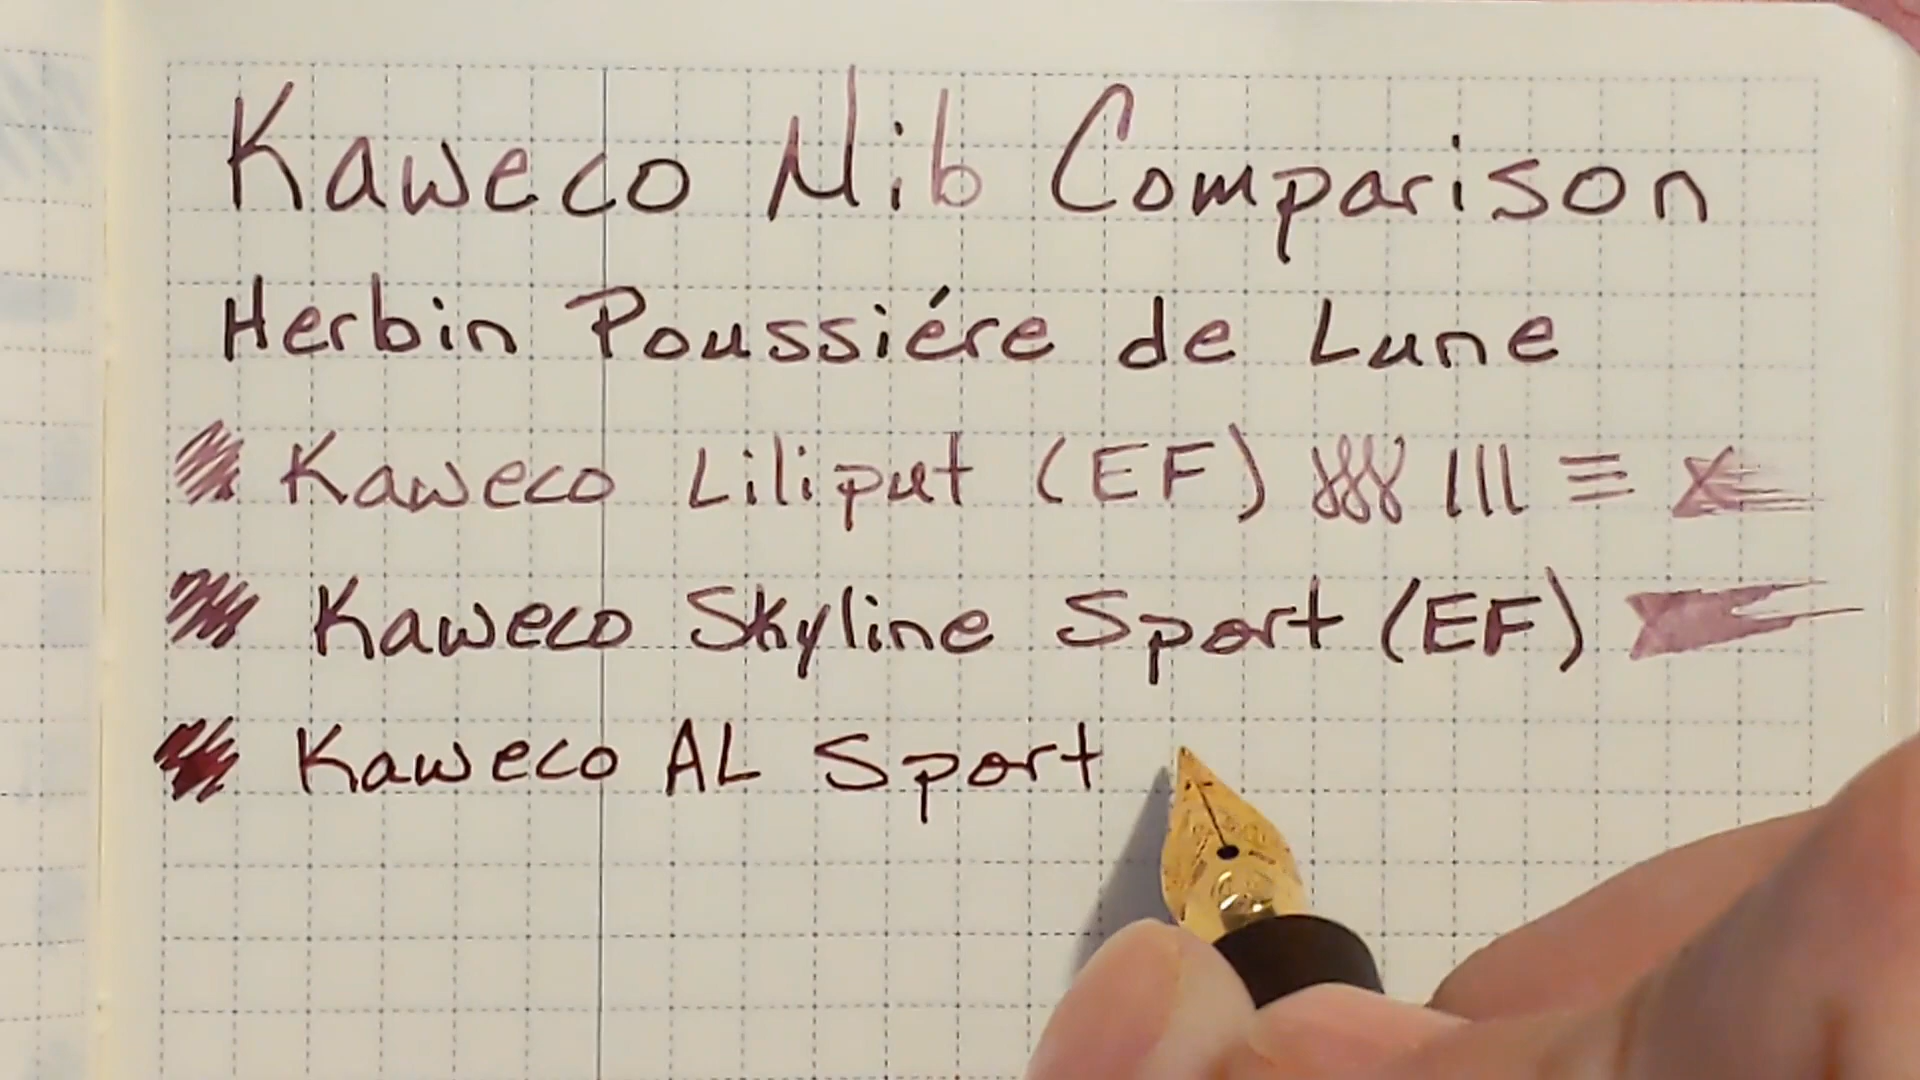 Kaweco Nib Comparison
Herbin Poussiére de Lune
Kaweco Liliput (EF)
Kaweco Skyline Sport (EF)
Kaweco AL Sport